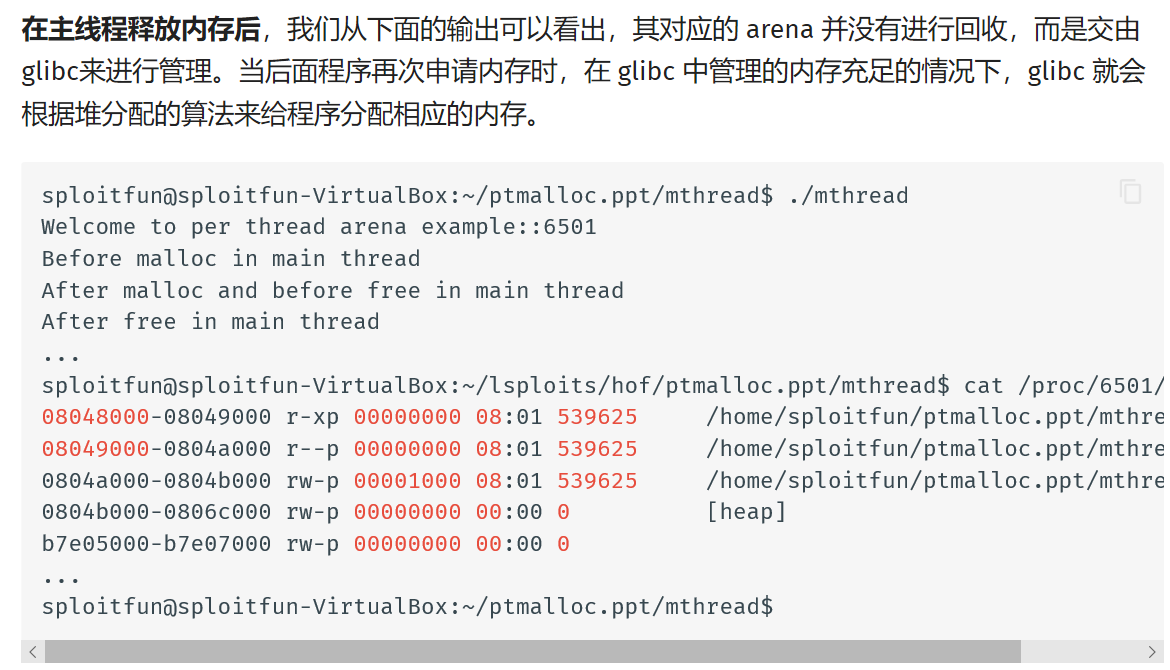 在主线程释放内存后，我们从下面的输出可以看出，其对应的 arena 并没有进行回收，而是交由
glibc来进行管理。当后面程序再次申请内存时，在 glibc 中管理的内存充足的情况下，glibc 就会
根据堆分配的算法来给程序分配相应的内存。
sploitfun@sploitfun-VirtualBox:~/ptmalloc.ppt/mthread$ ./mthread
Welcome to per thread arena example::6501
Before malloc in main thread
After malloc and before free in main thread
After free in main thread
...
sploitfun@sploitfun-VirtualBox:~/lsploits/hof/ptmalloc.ppt/mthread$ cat /proc/6501/
08048000-08049000 r-xp 00000000 08:01 539625     /home/sploitfun/ptmalloc.ppt/mthre
08049000-0804a000 r--p 00000000 08:01 539625     /home/sploitfun/ptmalloc.ppt/mthre
0804a000-0804b000 rw-p 00001000 08:01 539625     /home/sploitfun/ptmalloc.ppt/mthre
0804b000-0806c000 rw-p 00000000 00:00 0          [heap]
b7e05000-b7e07000 rw-p 00000000 00:00 0
...
sploitfun@sploitfun-VirtualBox:~/ptmalloc.ppt/mthread$